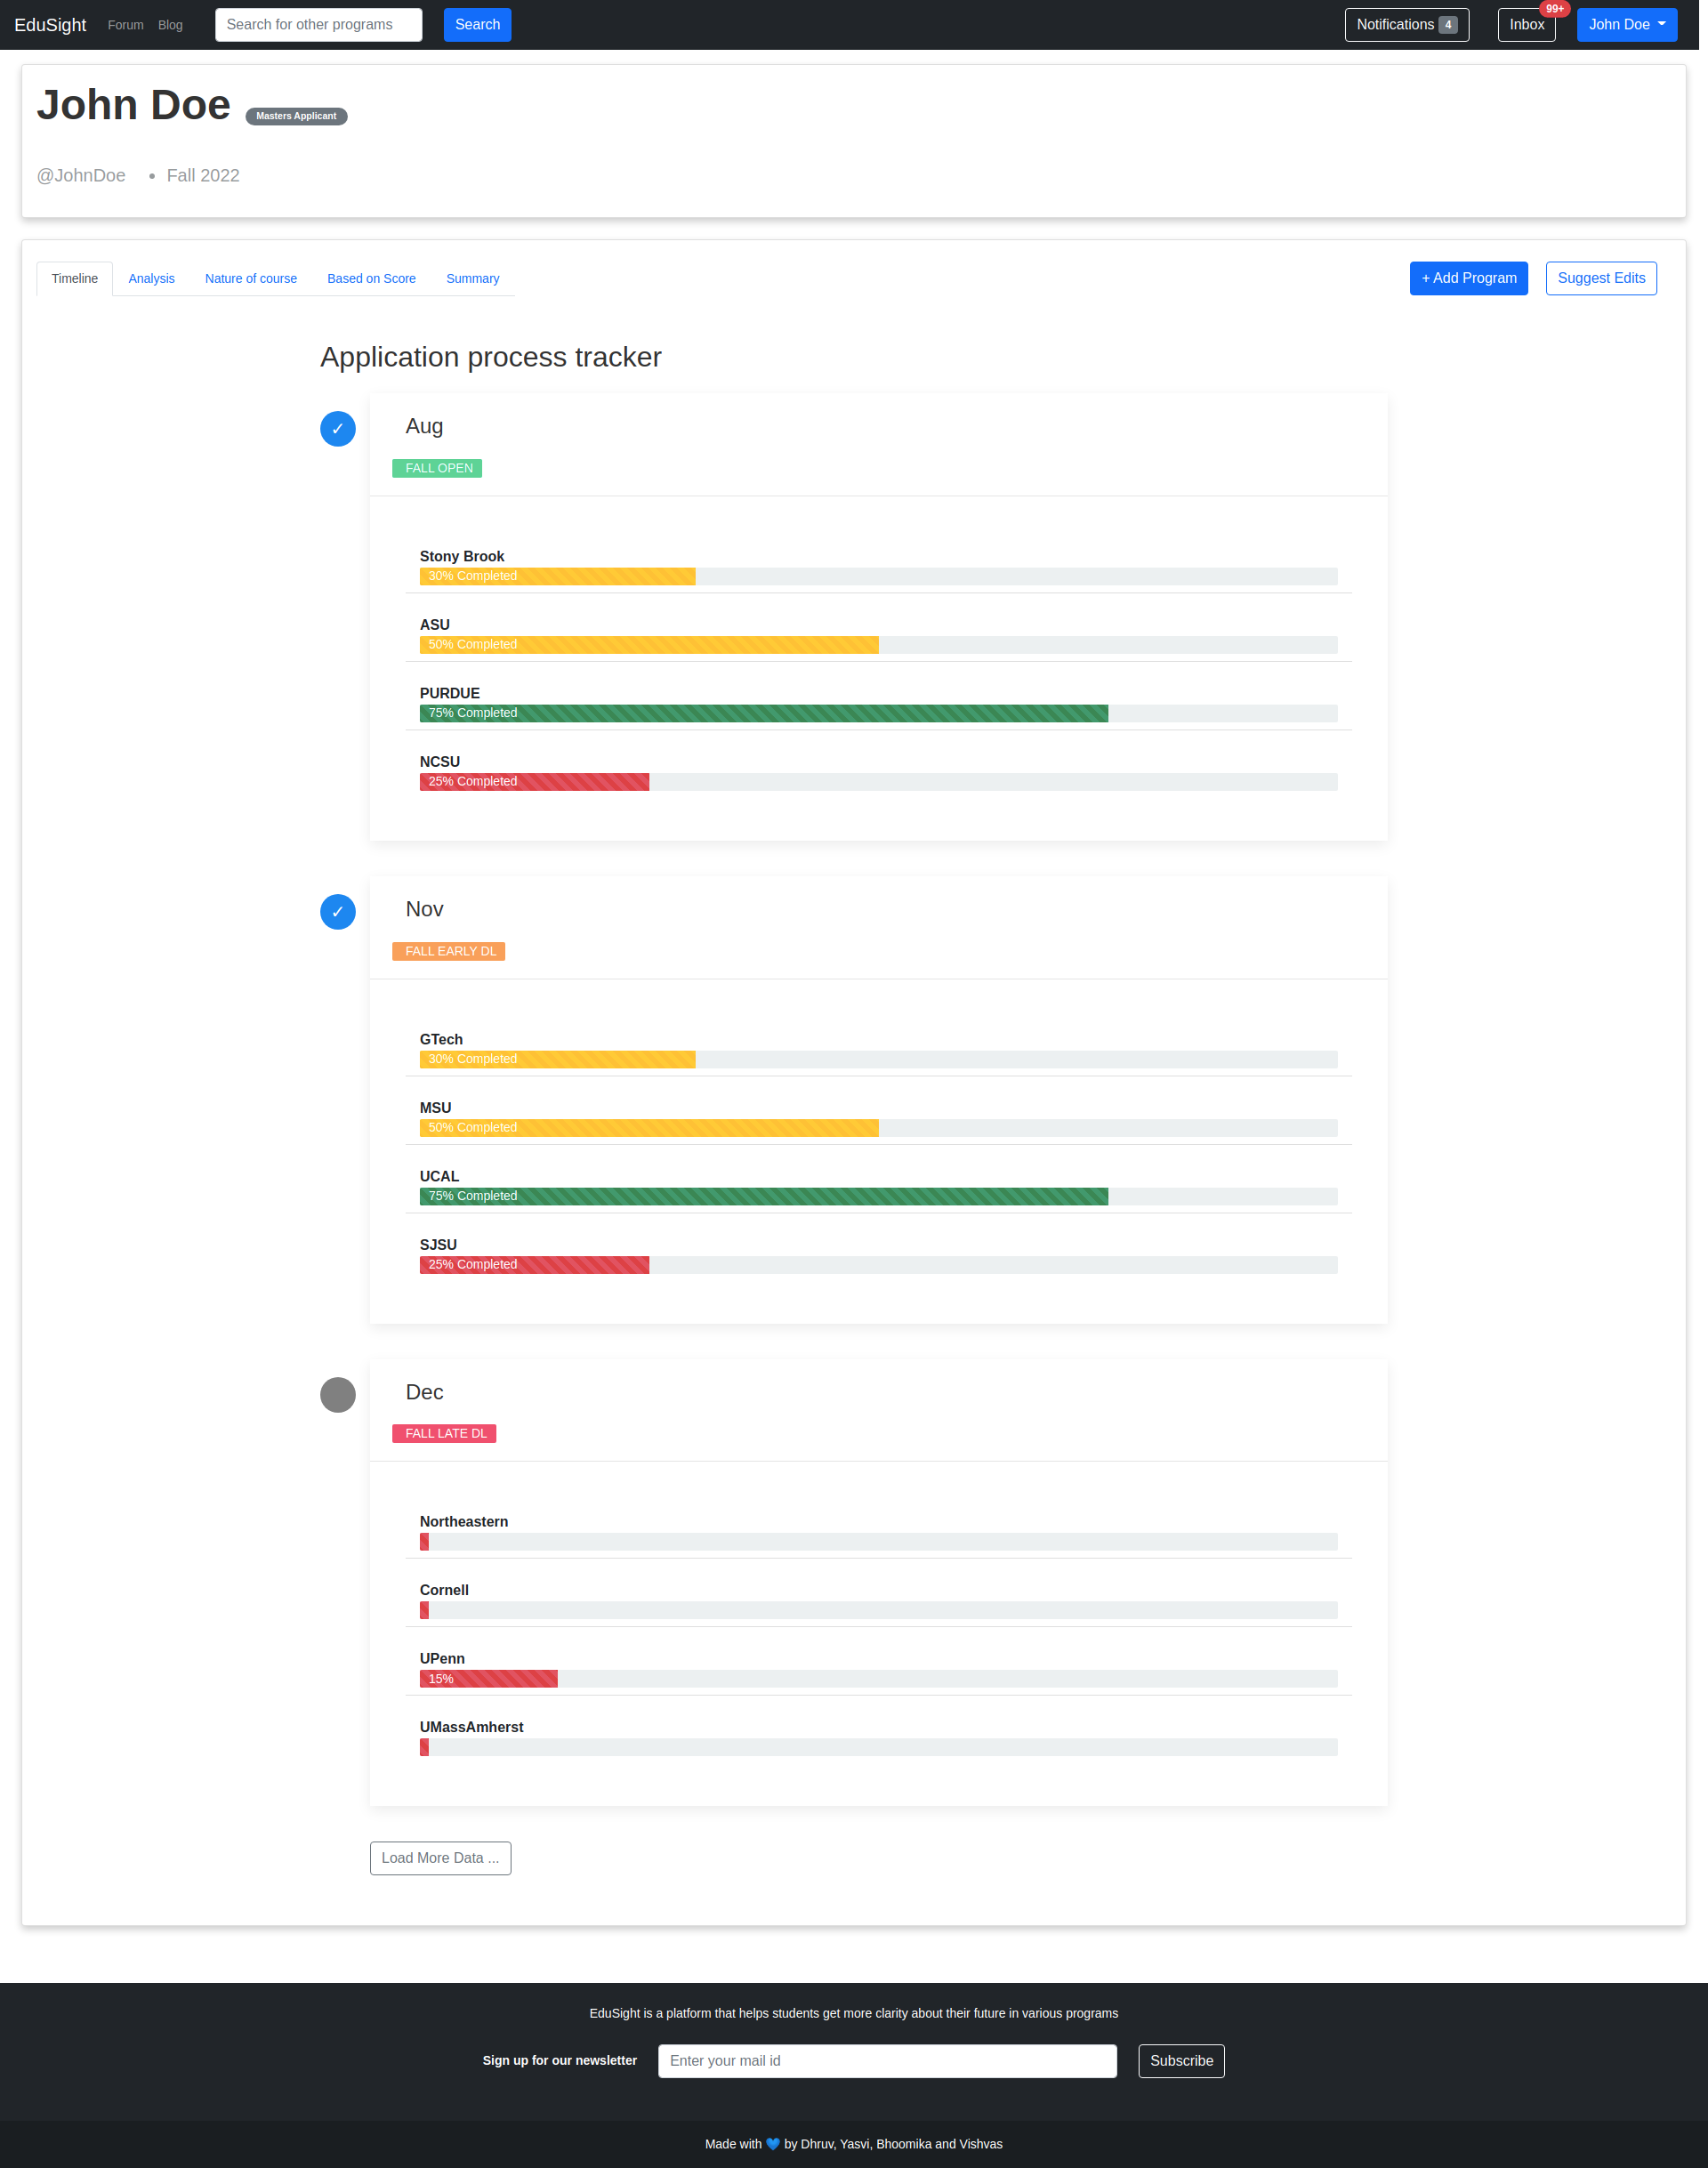 EduSight Forum Blog Search for other programs Search Notifications 4 Inbox 99+ John Doe
John Doe Masters Applicant
@JohnDoe • Fall 2022
Timeline Analysis Nature of course Based on Score Summary + Add Program Suggest Edits
Application process tracker
✓ Aug
FALL OPEN
Stony Brook
30% Completed
ASU
50% Completed
PURDUE
75% Completed
NCSU
25% Completed
✓ Nov
FALL EARLY DL
GTech
30% Completed
MSU
50% Completed
UCAL
75% Completed
SJSU
25% Completed
Dec
FALL LATE DL
Northeastern
Cornell
UPenn
15%
UMassAmherst
Load More Data ...
EduSight is a platform that helps students get more clarity about their future in various programs
Sign up for our newsletter Enter your mail id Subscribe
Made with 💙 by Dhruv, Yasvi, Bhoomika and Vishvas